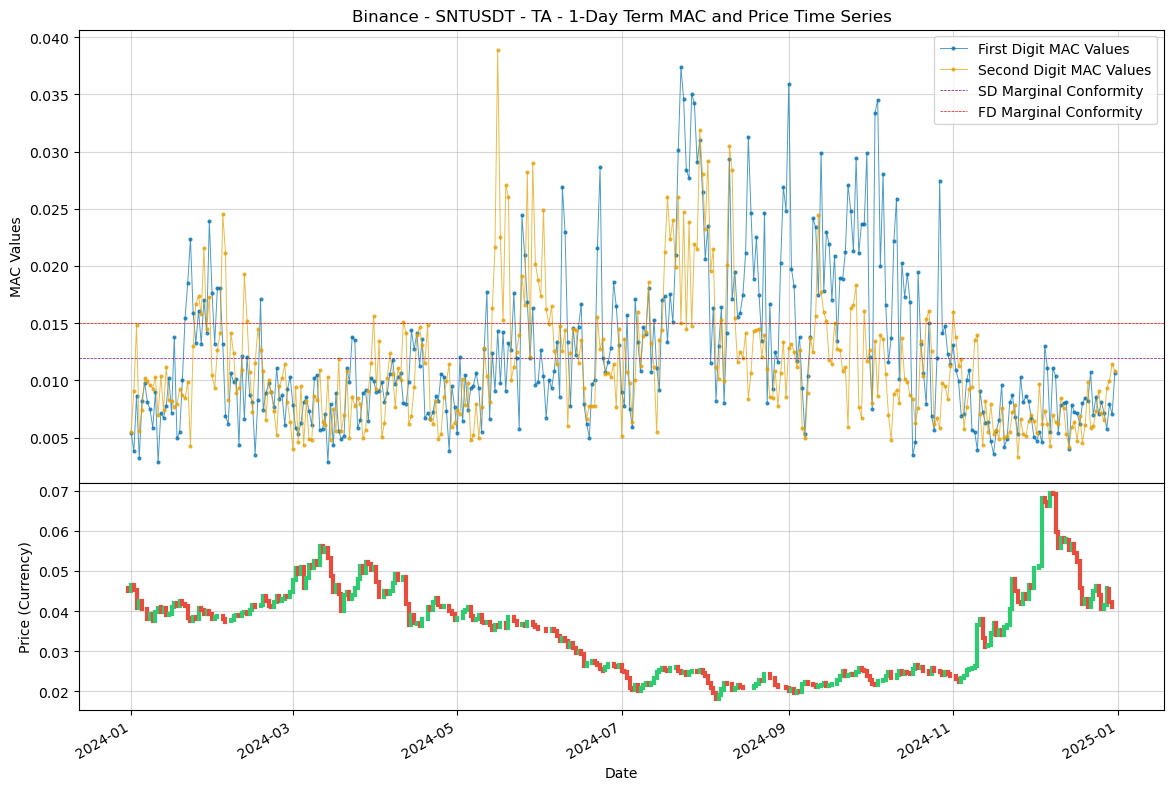 Binance - SNTUSDT - TA - 1-Day Term MAC and Price Time Series
First Digit MAC Values
Second Digit MAC Values
SD Marginal Conformity
FD Marginal Conformity
MAC Values
0.040
0.035
0.030
0.025
0.020
0.015
0.010
0.005
Price (Currency)
0.07
0.06
0.05
0.04
0.03
0.02
2024-01
2024-03
2024-05
2024-07
2024-09
2024-11
2025-01
Date